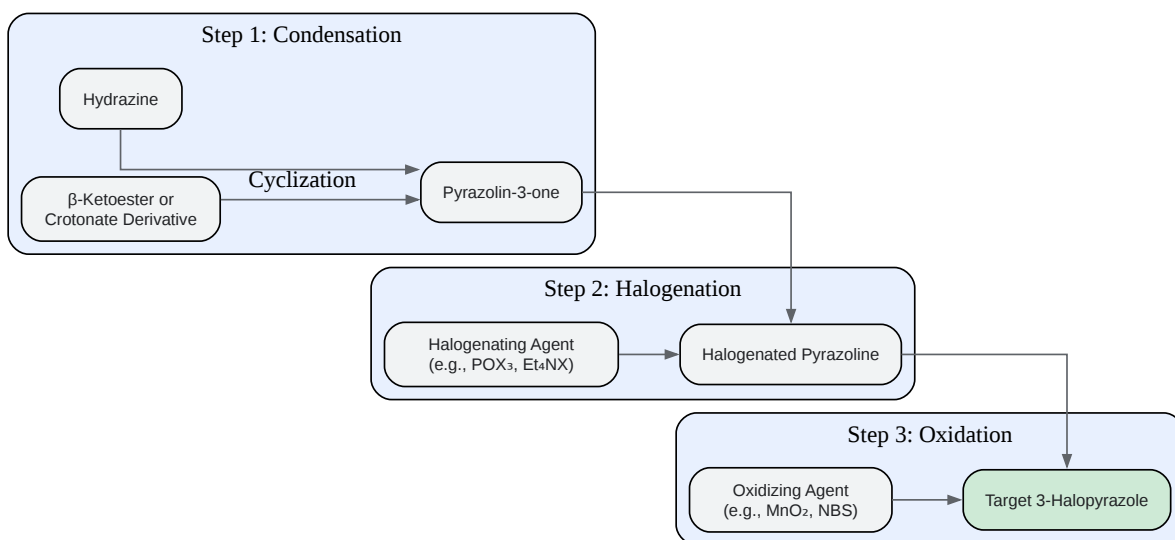 Step 1: Condensation
Hydrazine
Cyclization
β-Ketoester or
Crotonate Derivative
Pyrazolin-3-one
Step 2: Halogenation
Halogenating Agent
(e.g., POX₃, Et₄NX)
Halogenated Pyrazoline
Step 3: Oxidation
Oxidizing Agent
(e.g., MnO₂, NBS)
Target 3-Halopyrazole